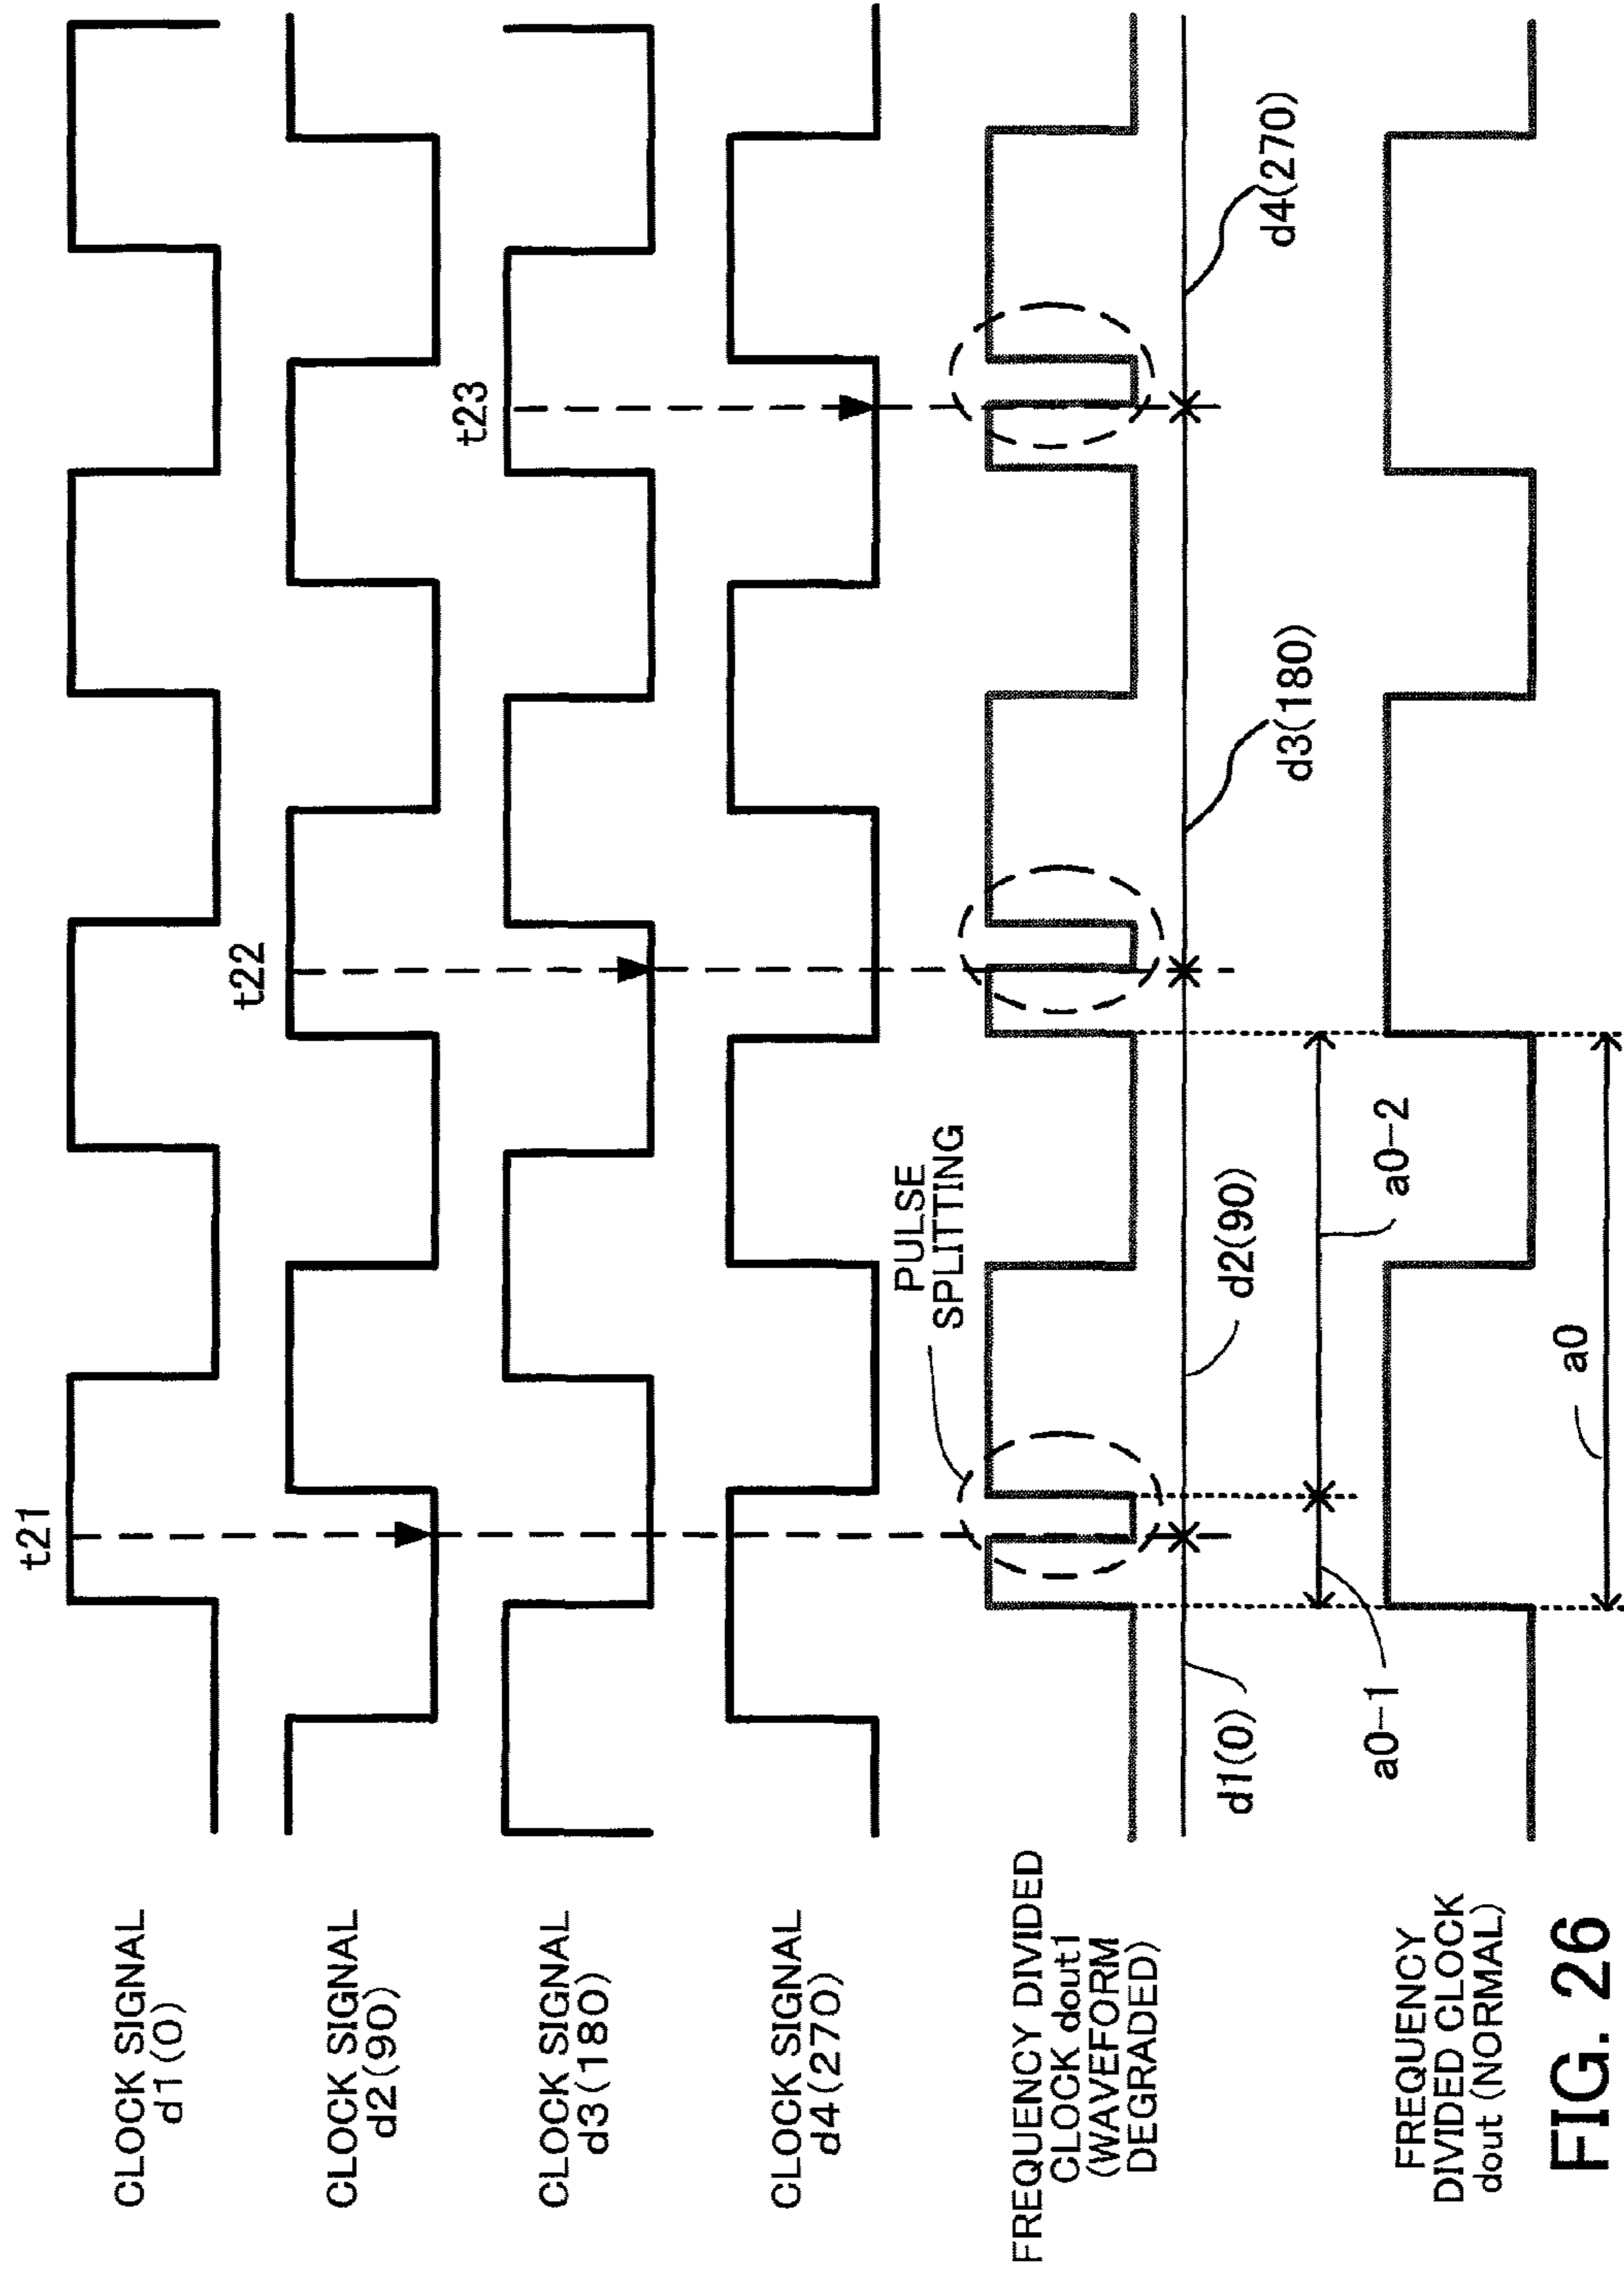 CLOCK SIGNAL
d1(0)
CLOCK SIGNAL
d2(90)
CLOCK SIGNAL
d3(180)
CLOCK SIGNAL
d4(270)
FREQUENCY DIVIDED
CLOCK dout1
(WAVEFORM
DEGRADED)
FREQUENCY
DIVIDED CLOCK
dout (NORMAL)
t21
t22
t23
PULSE
SPLITTING
d1(0)
d2(90)
d3(180)
d4(270)
a0-1
a0-2
a0
FIG. 26